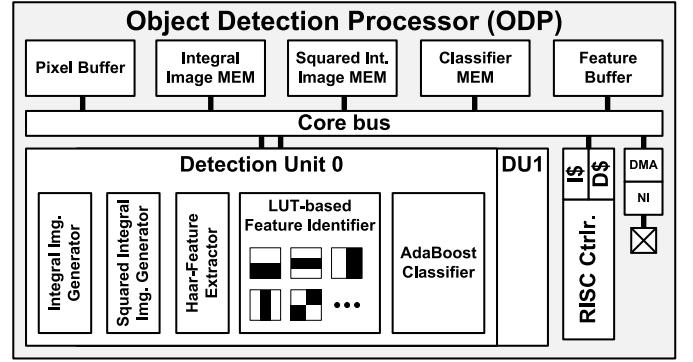 Object Detection Processor (ODP)
Pixel Buffer
Integral
Image MEM
Squared Int.
Image MEM
Classifier
MEM
Feature
Buffer
Core bus
Detection Unit 0
DU1
Integral Img.
Generator
Squared Integral
Img. Generator
Haar-Feature
Extractor
LUT-based
Feature Identifier
•••
AdaBoost
Classifier
I$
D$
RISC Ctrlr.
DMA
NI